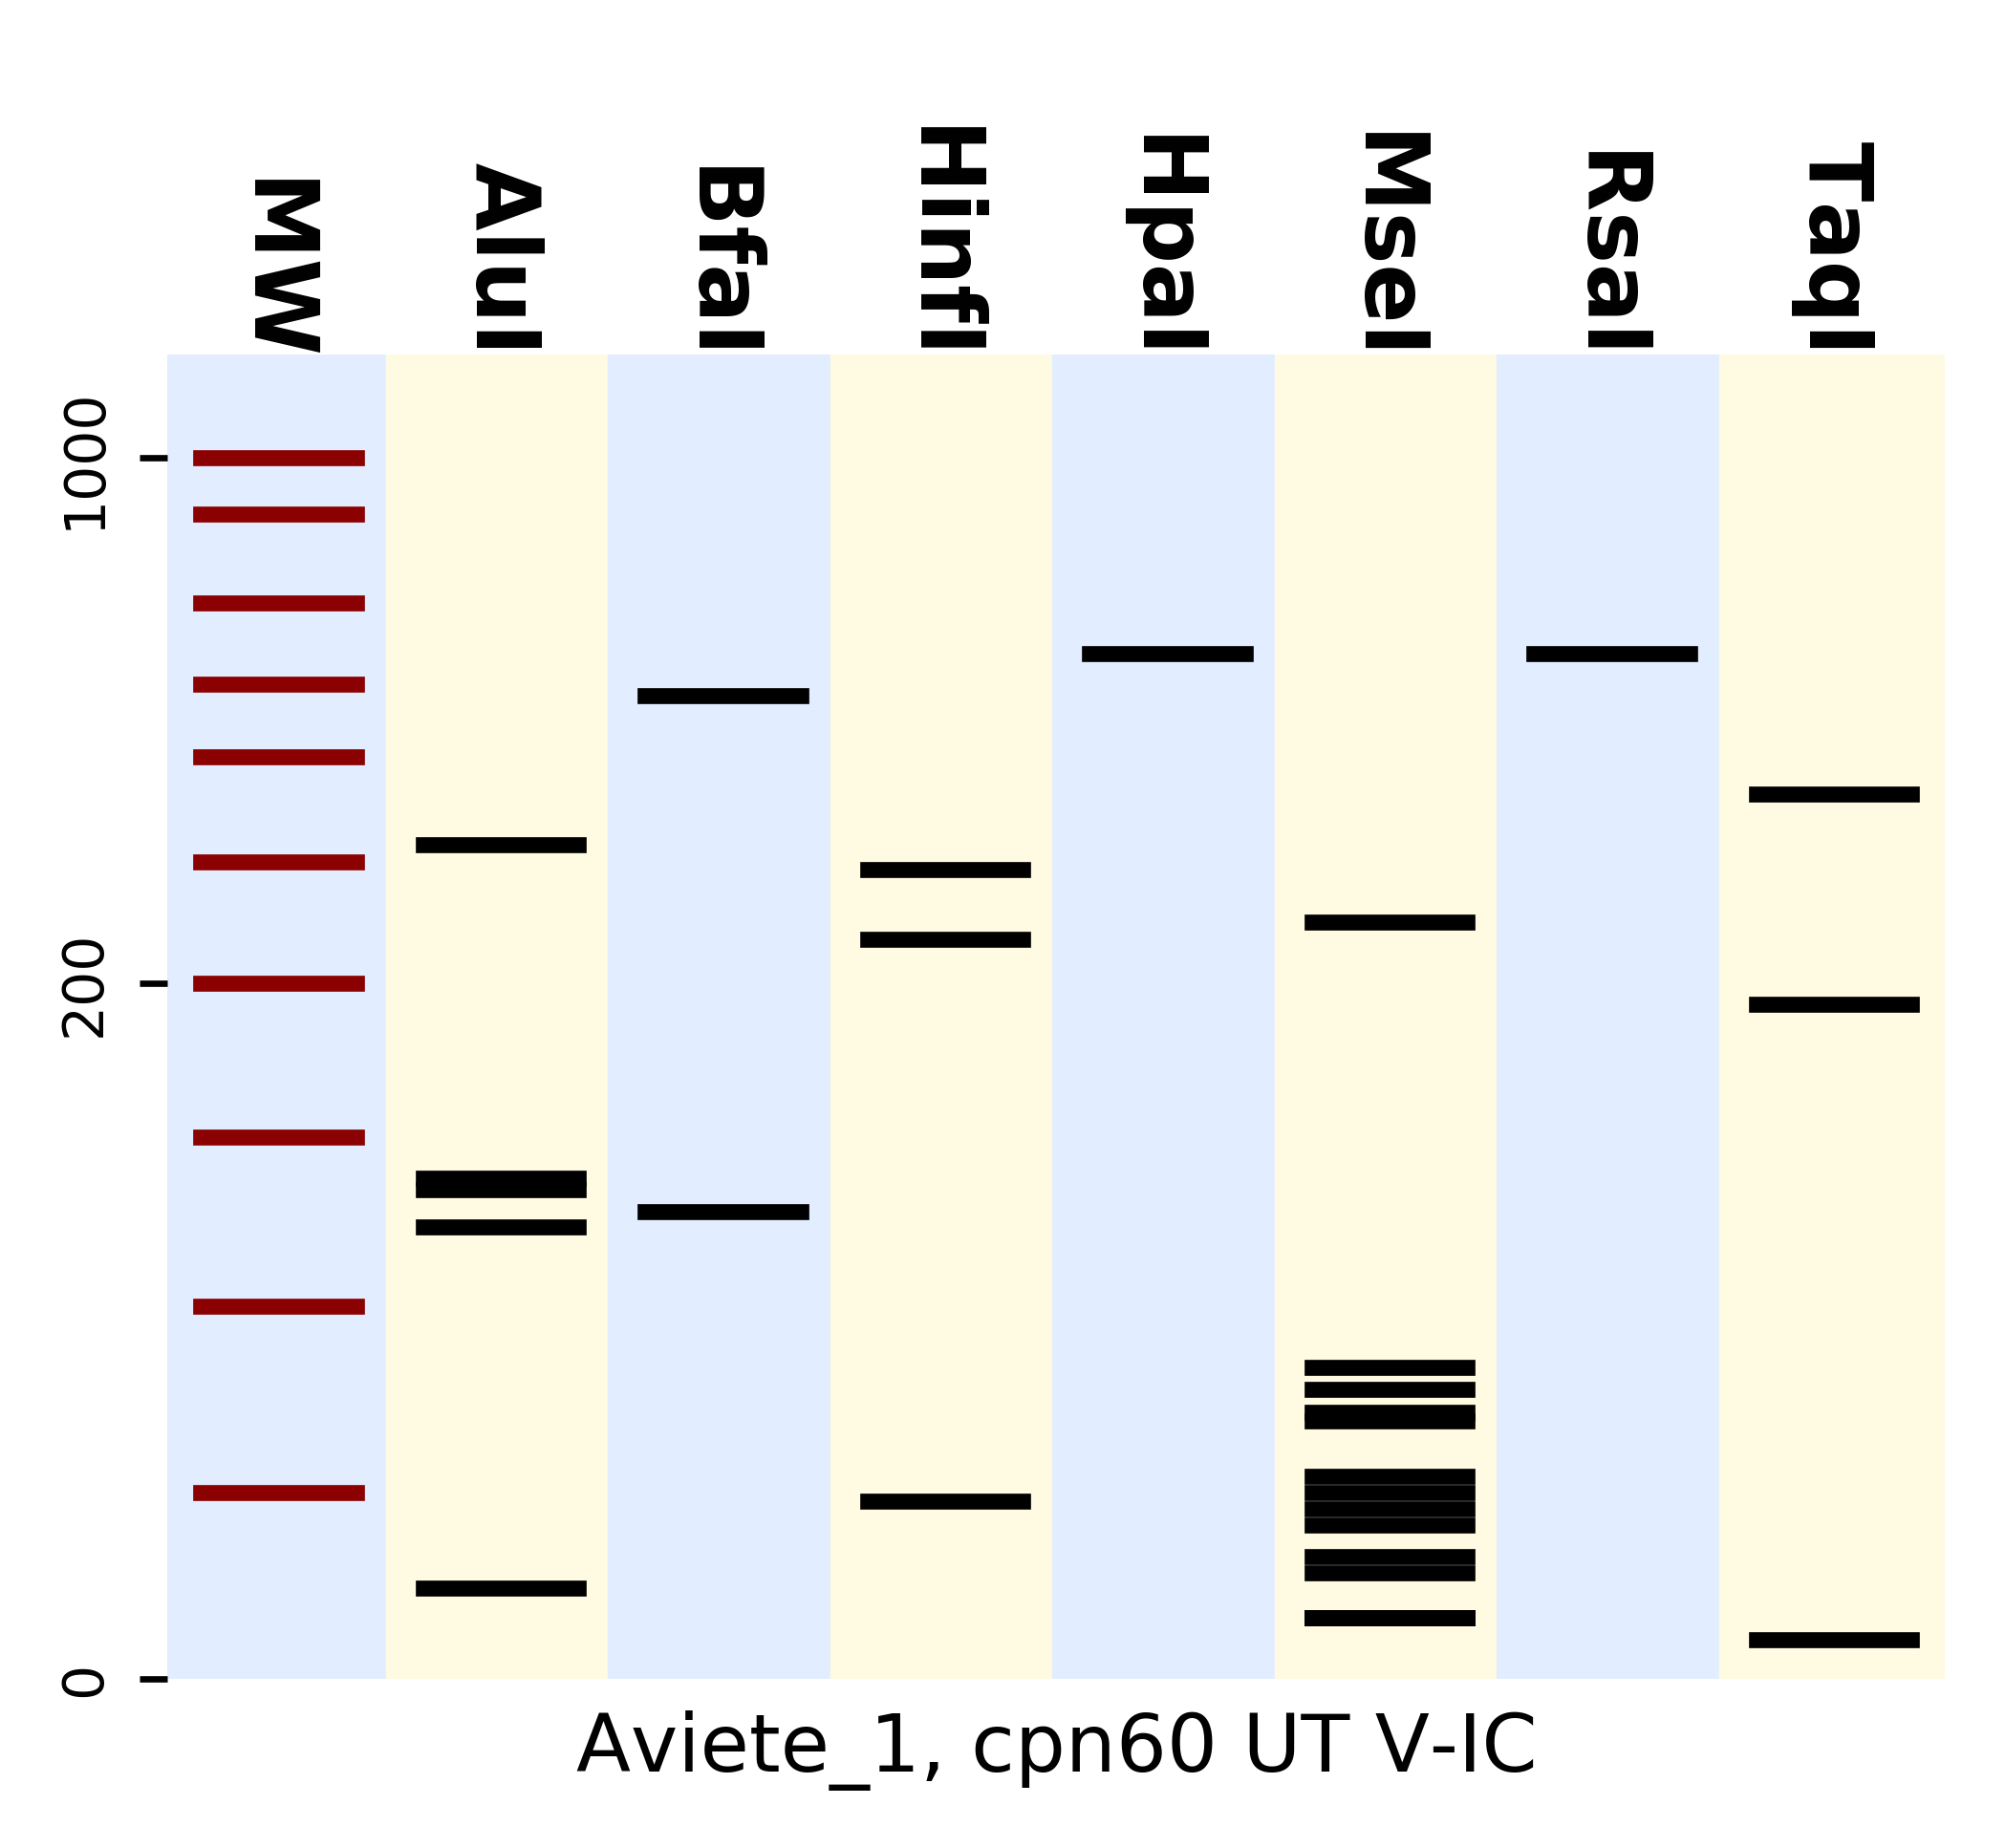 MW
AluI
BfaI
HinfI
HpaI
MseI
RsaI
TaqI
1000
200
0
Aviete_1, cpn60 UT V-IC